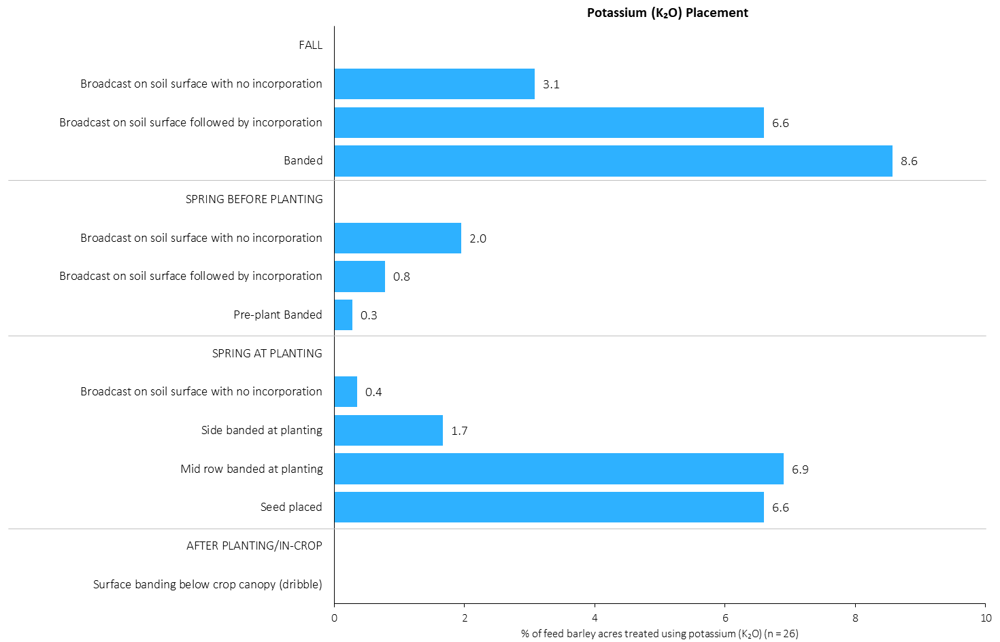 Potassium (K₂O) Placement
FALL
Broadcast on soil surface with no incorporation 3.1
Broadcast on soil surface followed by incorporation 6.6
Banded 8.6
SPRING BEFORE PLANTING
Broadcast on soil surface with no incorporation 2.0
Broadcast on soil surface followed by incorporation 0.8
Pre-plant Banded 0.3
SPRING AT PLANTING
Broadcast on soil surface with no incorporation 0.4
Side banded at planting 1.7
Mid row banded at planting 6.9
Seed placed 6.6
AFTER PLANTING/IN-CROP
Surface banding below crop canopy (dribble)
0 2 4 6 8 10
% of feed barley acres treated using potassium (K₂O) (n = 26)